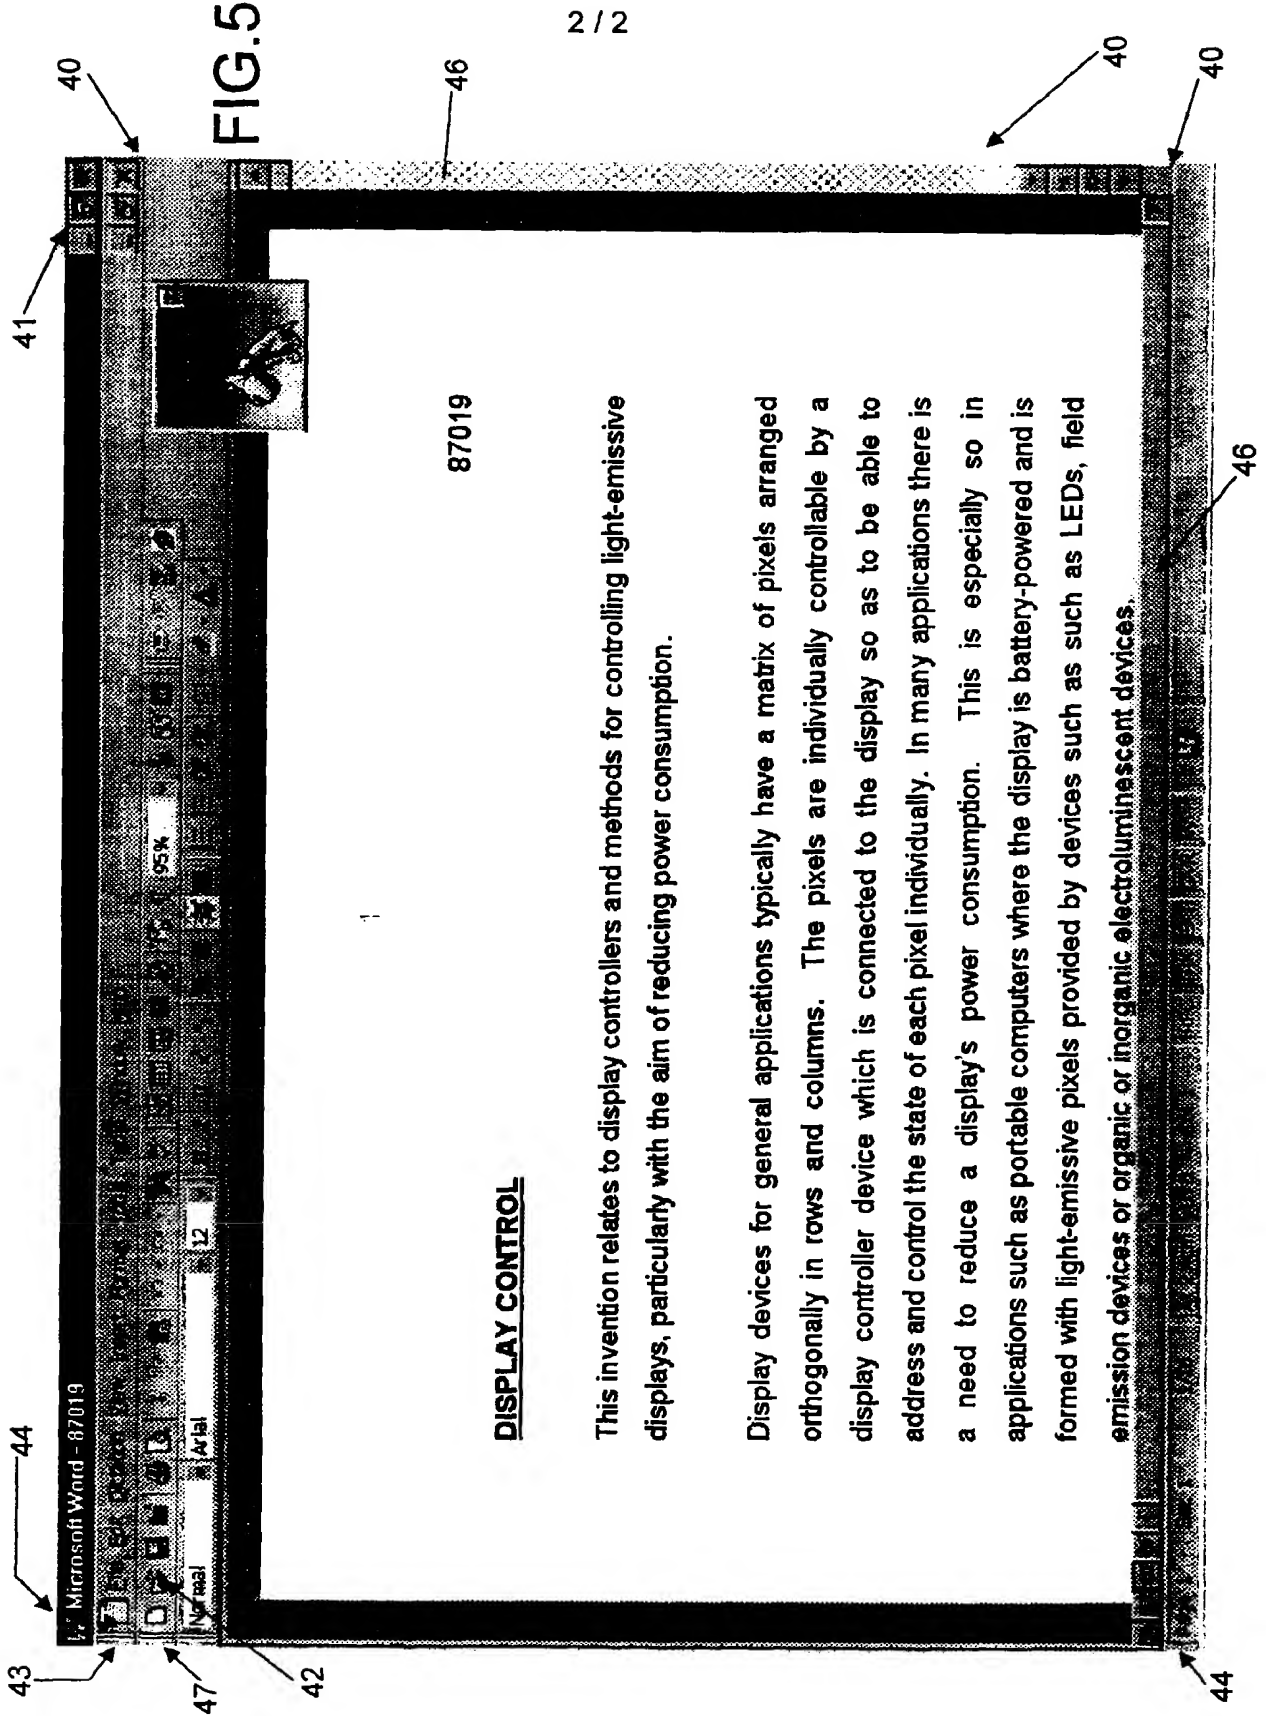 2 / 2
FIG.5
41
40
44
43
47
42
Microsoft Word - 87019
95%
Normal
Arial
12
87019
DISPLAY CONTROL
This invention relates to display controllers and methods for controlling light-emissive
displays, particularly with the aim of reducing power consumption.
Display devices for general applications typically have a matrix of pixels arranged
orthogonally in rows and columns. The pixels are individually controllable by a
display controller device which is connected to the display so as to be able to
address and control the state of each pixel individually. In many applications there is
a need to reduce a display's power consumption. This is especially so in
applications such as portable computers where the display is battery-powered and is
formed with light-emissive pixels provided by devices such as such as LEDs, field
emission devices or organic or inorganic electroluminescent devices.
46
40
40
46
44